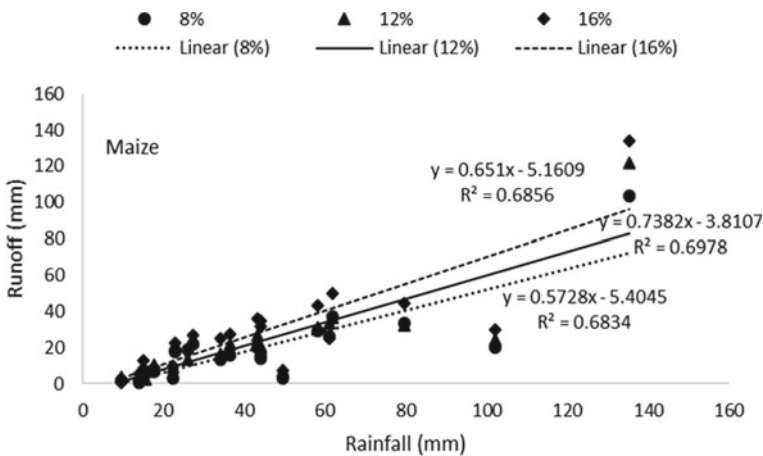 8% 12% 16%
Linear (8%) Linear (12%) Linear (16%)
160
140
120
100
80
60
40
20
0
Runoff (mm)
Maize
y = 0.651x - 5.1609
R² = 0.6856
y = 0.7382x - 3.8107
R² = 0.6978
y = 0.5728x - 5.4045
R² = 0.6834
0 20 40 60 80 100 120 140 160
Rainfall (mm)